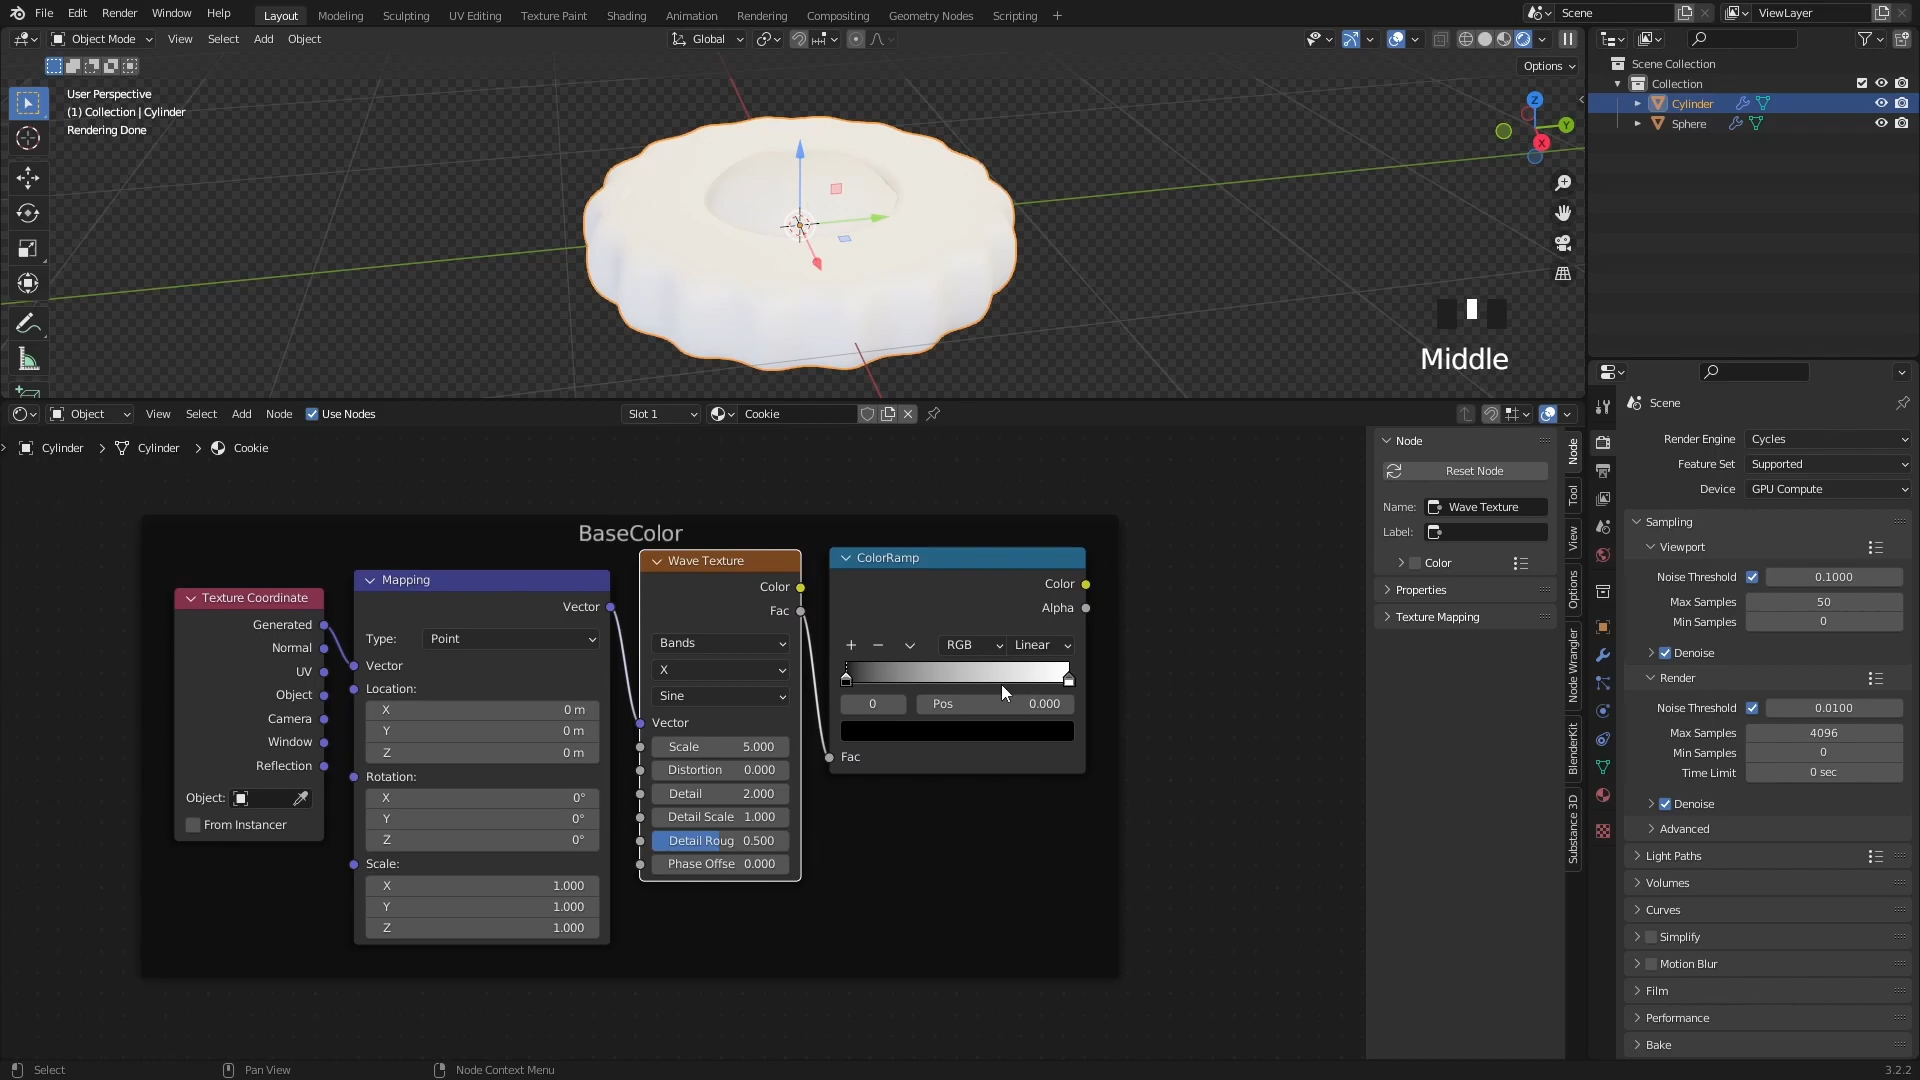 File Edit Render Window Help Layout Modeling Sculpting UV Editing Texture Paint Shading Animation Rendering Compositing Geometry Nodes Scripting + Scene ViewLayer
Object Mode View Select Add Object Global
Options
User Perspective
(1) Collection | Cylinder
Rendering Done
Z
Y
X
Middle
Scene Collection
Collection
Cylinder
Sphere
Object View Select Add Node Use Nodes Slot 1 Cookie
Cylinder Cylinder Cookie
BaseColor
Texture Coordinate
Generated
Normal
UV
Object
Camera
Window
Reflection
Object:
From Instancer
Mapping
Vector
Type: Point
Vector
Location:
X 0 m
Y 0 m
Z 0 m
Rotation:
X 0°
Y 0°
Z 0°
Scale:
X 1.000
Y 1.000
Z 1.000
Wave Texture
Color
Fac
Bands
X
Sine
Vector
Scale 5.000
Distortion 0.000
Detail 2.000
Detail Scale 1.000
Detail Roug 0.500
Phase Offse 0.000
ColorRamp
Color
Alpha
RGB Linear
0 Pos 0.000
Fac
Node
Reset Node
Name: Wave Texture
Label:
Color
Properties
Texture Mapping
Node
Tool
View
Options
Node Wrangler
BlenderKit
Substance 3D
Scene
Render Engine Cycles
Feature Set Supported
Device GPU Compute
Sampling
Viewport
Noise Threshold 0.1000
Max Samples 50
Min Samples 0
Denoise
Render
Noise Threshold 0.0100
Max Samples 4096
Min Samples 0
Time Limit 0 sec
Denoise
Advanced
Light Paths
Volumes
Curves
Simplify
Motion Blur
Film
Performance
Bake
Select Pan View Node Context Menu 3.2.2